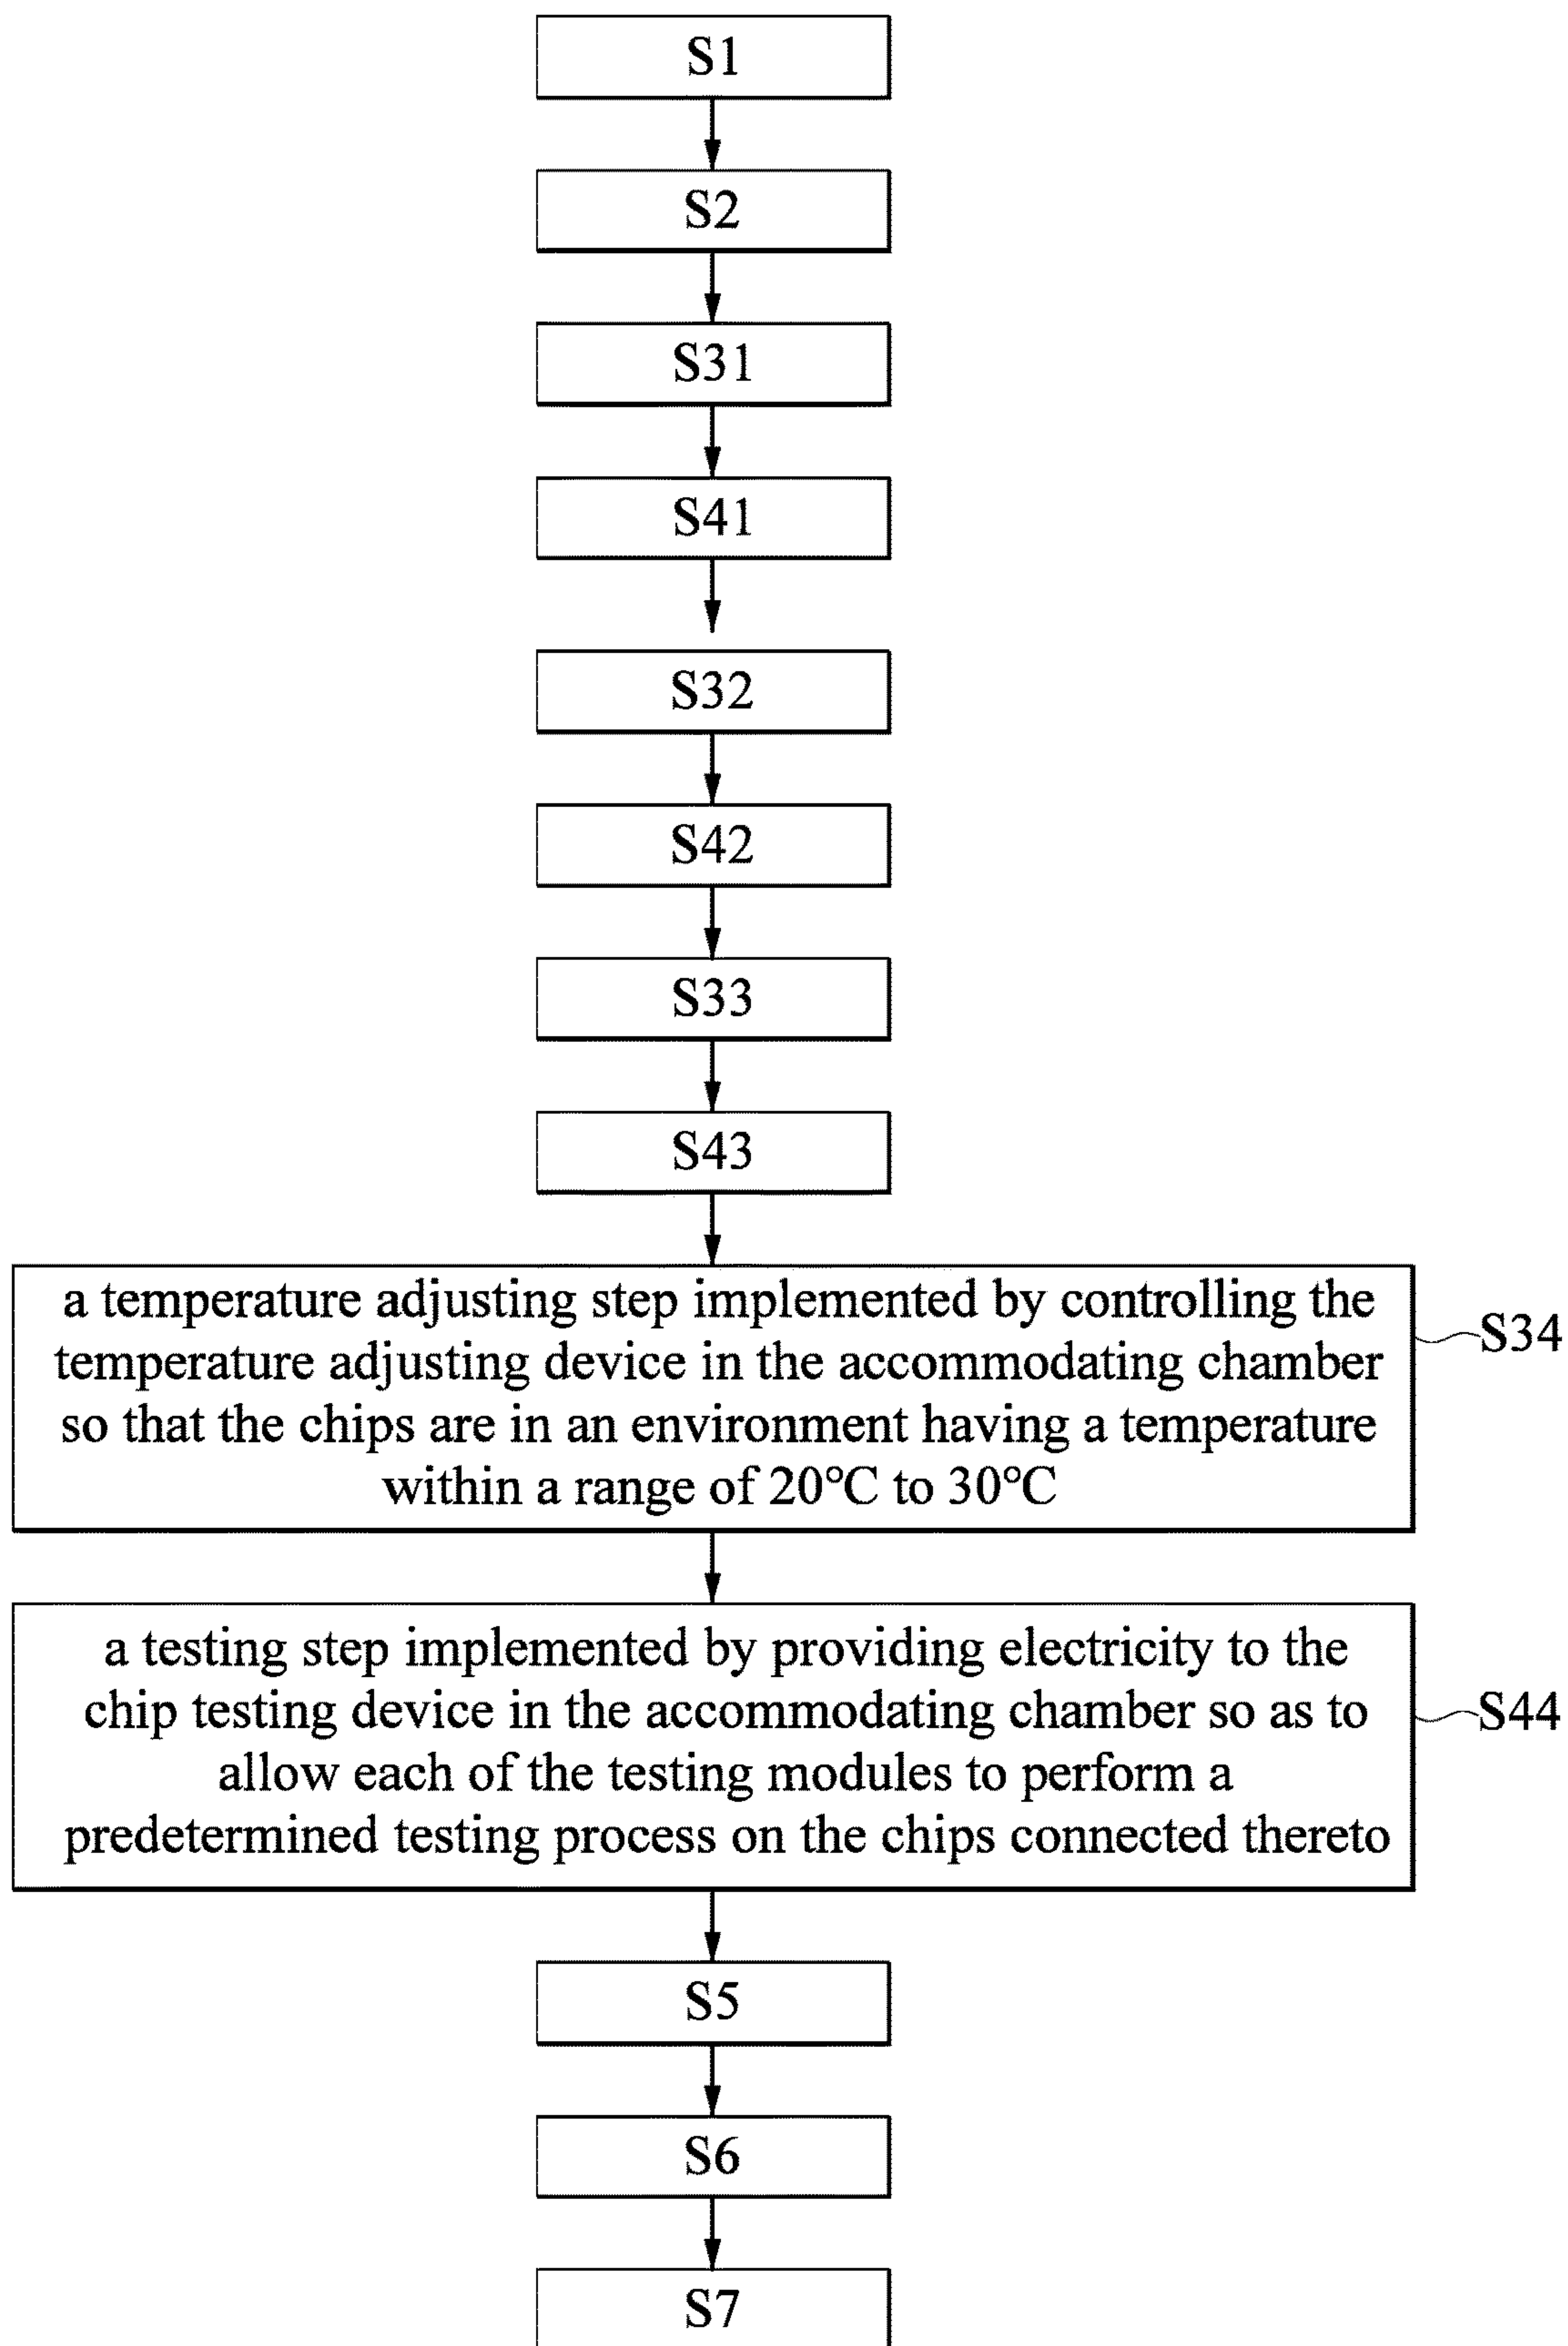 S1
S2
S31
S41
S32
S42
S33
S43
a temperature adjusting step implemented by controlling the
temperature adjusting device in the accommodating chamber
so that the chips are in an environment having a temperature
within a range of 20℃ to 30℃
S34
a testing step implemented by providing electricity to the
chip testing device in the accommodating chamber so as to
allow each of the testing modules to perform a
predetermined testing process on the chips connected thereto
S44
S5
S6
S7